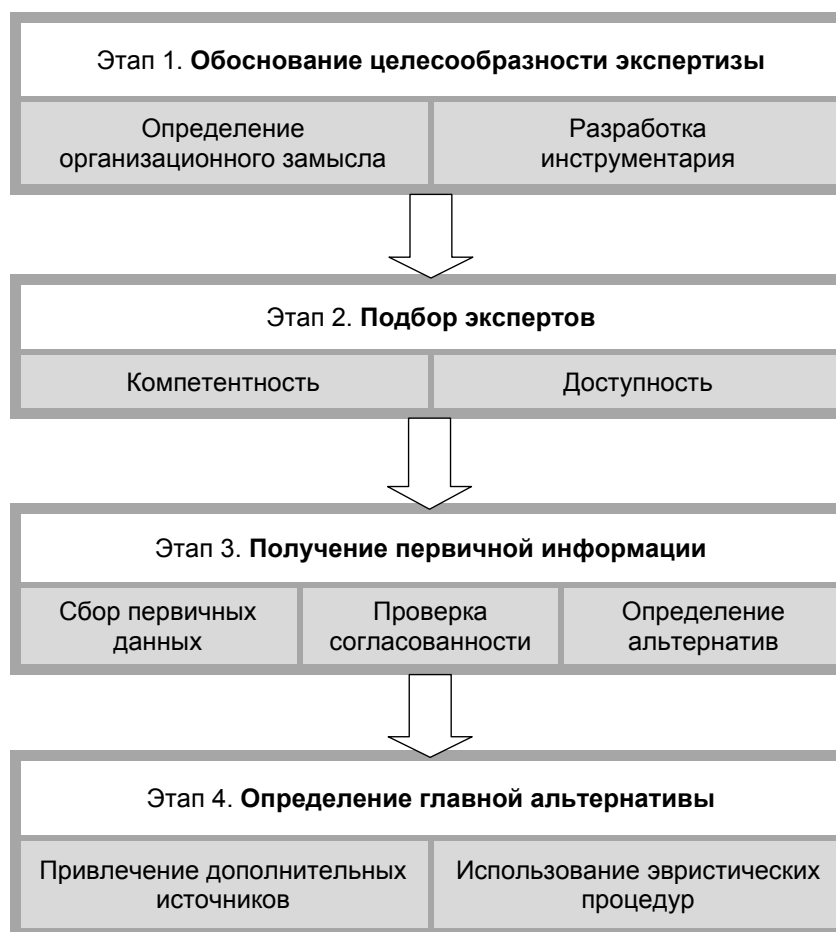 Этап 1. Обоснование целесообразности экспертизы
Определение
организационного замысла
Разработка
инструментария
Этап 2. Подбор экспертов
Компетентность
Доступность
Этап 3. Получение первичной информации
Сбор первичных
данных
Проверка
согласованности
Определение
альтернатив
Этап 4. Определение главной альтернативы
Привлечение дополнительных
источников
Использование эвристических
процедур